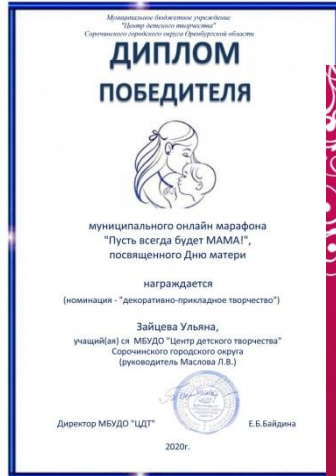 Муниципальное бюджетное учреждение
"Центр детского творчества"
Сорочинского городского округа Оренбургской области
ДИПЛОМ
ПОБЕДИТЕЛЯ
муниципального онлайн марафона
"Пусть всегда будет МАМА!",
посвященного Дню матери
награждается
(номинация - "декоративно-прикладное творчество")
Зайцева Ульяна,
учащий(ая) ся МБУДО "Центр детского творчества"
Сорочинского городского округа
(руководитель Маслова Л.В.)
Директор МБУДО "ЦДТ" Е.Б.Байдина
2020г.